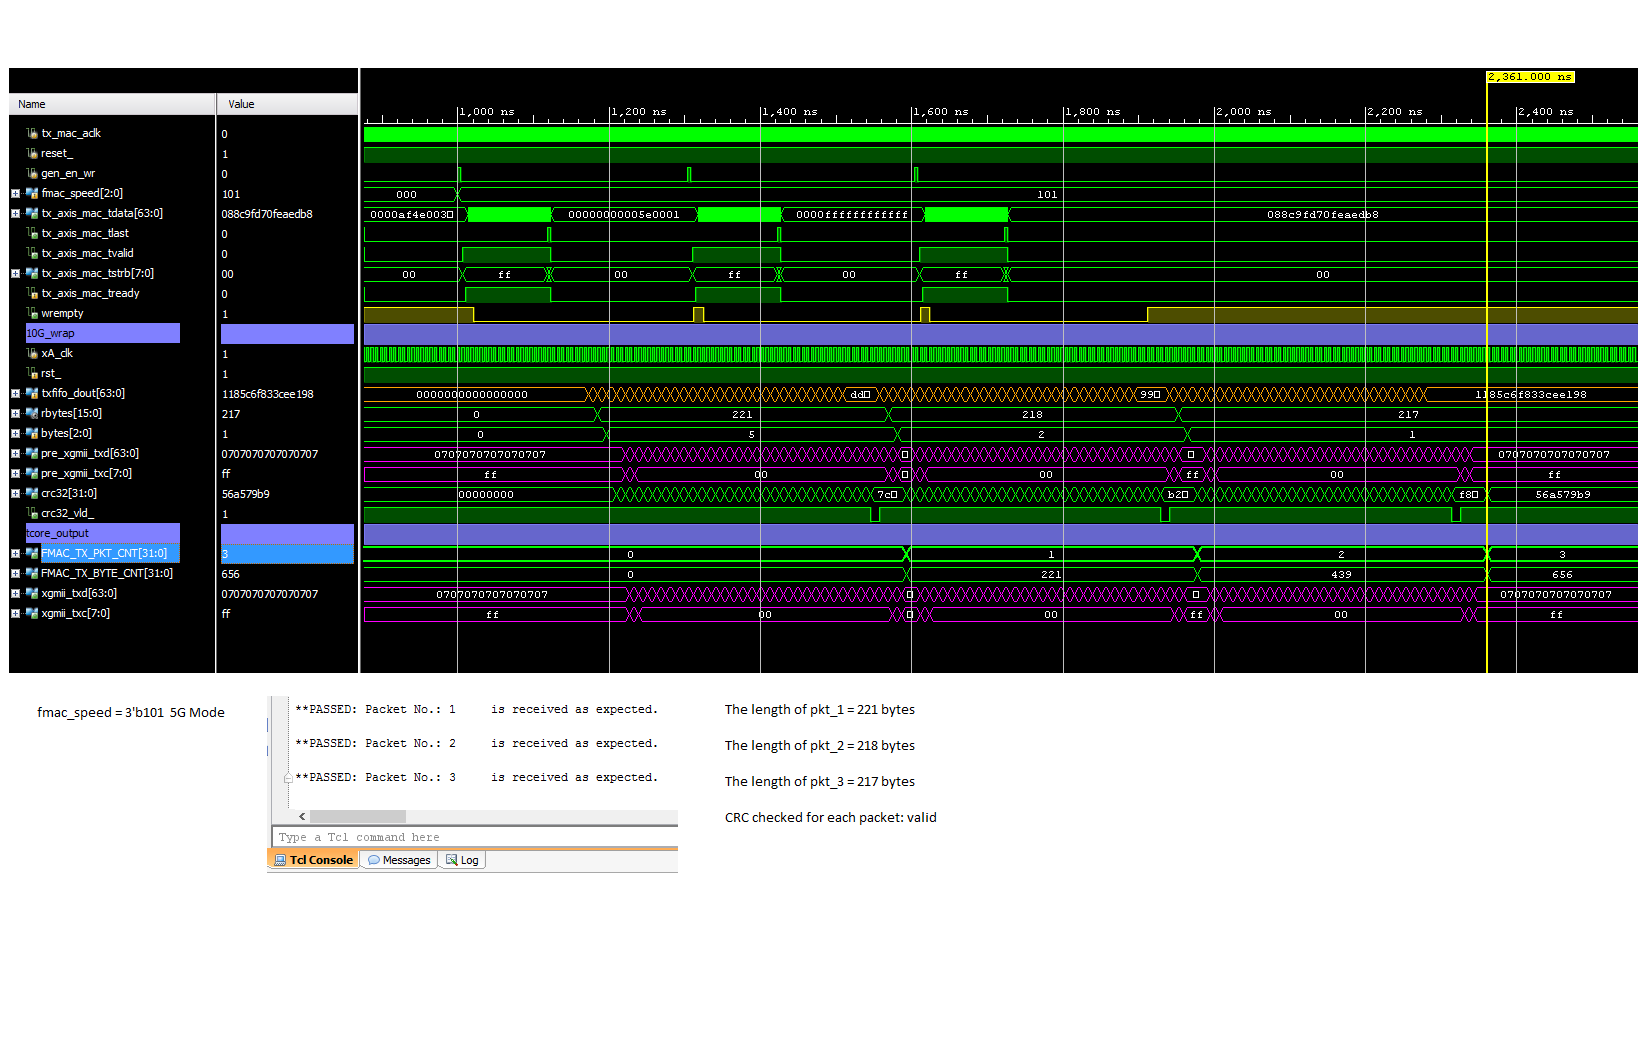 2,361.000 ns
Name Value
1,000 ns 1,200 ns 1,400 ns 1,600 ns 1,800 ns 2,000 ns 2,200 ns 2,400 ns
tx_mac_aclk 0
reset_ 1
gen_en_wr 0
fmac_speed[2:0] 101 000 101
tx_axis_mac_tdata[63:0] 088c9fd70feaedb8 0000af4e003 00000000005e0001 0000ffffffffffff 088c9fd70feaedb8
tx_axis_mac_tlast 0
tx_axis_mac_tvalid 0
tx_axis_mac_tstrb[7:0] 00 00 ff 00 ff 00 ff 00
tx_axis_mac_tready 0
wrempty 1
10G_wrap
xA_clk 1
rst_ 1
txfifo_dout[63:0] 1185c6f833cee198 0000000000000000 dd 99 1185c6f833cee198
rbytes[15:0] 217 0 221 218 217
bytes[2:0] 1 0 5 2 1
pre_xgmii_txd[63:0] 0707070707070707 0707070707070707 0707070707070707
pre_xgmii_txc[7:0] ff ff 00 00 ff 00 ff
crc32[31:0] 56a579b9 00000000 7c b2 f8 56a579b9
crc32_vld_ 1
tcore_output
FMAC_TX_PKT_CNT[31:0] 3 0 1 2 3
FMAC_TX_BYTE_CNT[31:0] 656 0 221 439 656
xgmii_txd[63:0] 0707070707070707 0707070707070707 0707070707070707
xgmii_txc[7:0] ff ff 00 00 ff 00 ff
fmac_speed = 3'b101 5G Mode
**PASSED: Packet No.: 1 is received as expected.
**PASSED: Packet No.: 2 is received as expected.
**PASSED: Packet No.: 3 is received as expected.
Type a Tcl command here
Tcl Console Messages Log
The length of pkt_1 = 221 bytes
The length of pkt_2 = 218 bytes
The length of pkt_3 = 217 bytes
CRC checked for each packet: valid